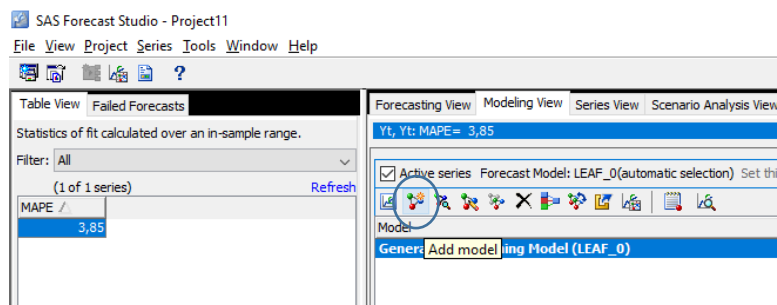 SAS Forecast Studio - Project11
File View Project Series Tools Window Help
?
Table View Failed Forecasts
Statistics of fit calculated over an in-sample range.
Filter: All
(1 of 1 series) Refresh
MAPE
3,85
Forecasting View Modeling View Series View Scenario Analysis View
Yt, Yt: MAPE= 3,85
Active series Forecast Model: LEAF_0(automatic selection) Set thi
Model
Add model
Genera ing Model (LEAF_0)